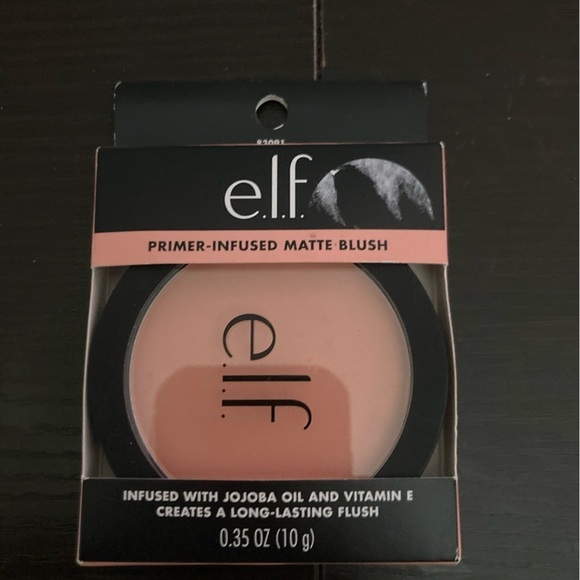 e.l.f.
PRIMER-INFUSED MATTE BLUSH
e.l.f.
INFUSED WITH JOJOBA OIL AND VITAMIN E
CREATES A LONG-LASTING FLUSH
0.35 OZ (10 g)